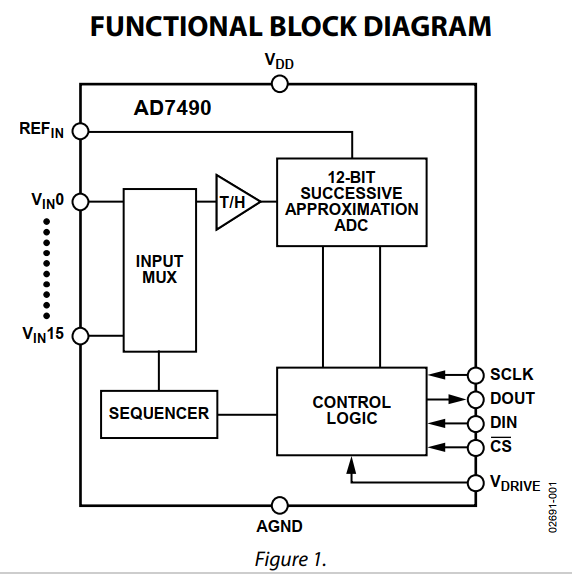 FUNCTIONAL BLOCK DIAGRAM
VDD
AD7490
REFIN
12-BIT
SUCCESSIVE
APPROXIMATION
ADC
T/H
VIN0
INPUT
MUX
VIN15
SEQUENCER
CONTROL
LOGIC
SCLK
DOUT
DIN
C̅S̅
VDRIVE
AGND
02691-001
Figure 1.